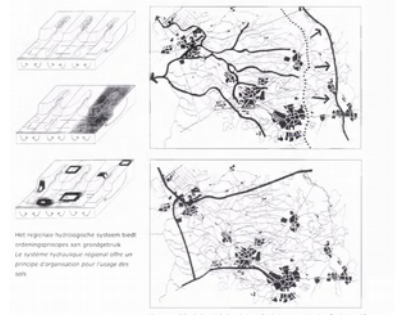 Het regionale hydrologische systeem biedt
ordeningsprincipes aan grondgebruik
Le système hydraulique régional offre un
principe d'organisation pour l'usage des
sols